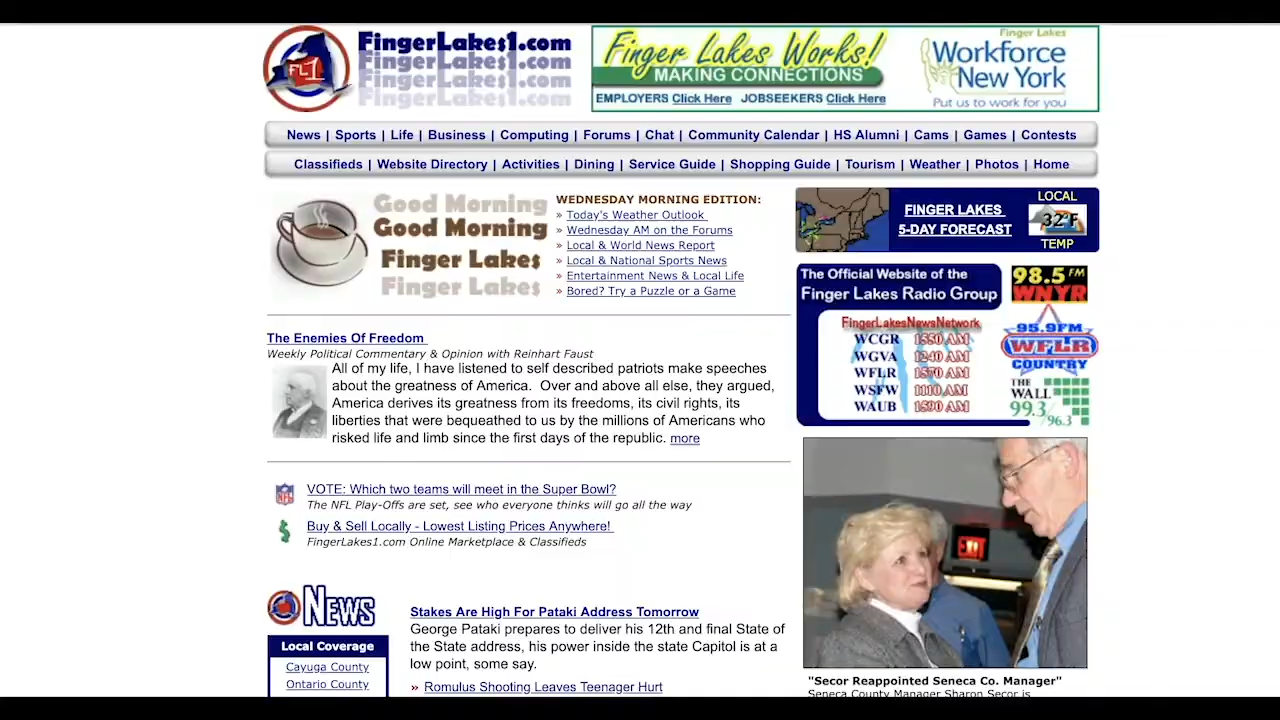 FL1
FingerLakes1.com
FingerLakes1.com
FingerLakes1.com
FingerLakes1.com
Finger Lakes Works!
MAKING CONNECTIONS
EMPLOYERS Click Here JOBSEEKERS Click Here
Finger Lakes
Workforce
New York
Put us to work for you
News | Sports | Life | Business | Computing | Forums | Chat | Community Calendar | HS Alumni | Cams | Games | Contests
Classifieds | Website Directory | Activities | Dining | Service Guide | Shopping Guide | Tourism | Weather | Photos | Home
Good Morning
Good Morning
Finger Lakes
Finger Lakes
WEDNESDAY MORNING EDITION:
» Today's Weather Outlook
» Wednesday AM on the Forums
» Local & World News Report
» Local & National Sports News
» Entertainment News & Local Life
» Bored? Try a Puzzle or a Game
FINGER LAKES
5-DAY FORECAST
LOCAL
32°F
TEMP
The Official Website of the
Finger Lakes Radio Group
FingerLakesNewsNetwork
WCGR 1550 AM
WGVA 1240 AM
WFLR 1570 AM
WSFW 1110 AM
WAUB 1590 AM
98.5 FM
WNYR
95.9FM
WFLR
COUNTRY
THE
WALL
99.3/96.3
The Enemies Of Freedom
Weekly Political Commentary & Opinion with Reinhart Faust
All of my life, I have listened to self described patriots make speeches
about the greatness of America. Over and above all else, they argued,
America derives its greatness from its freedoms, its civil rights, its
liberties that were bequeathed to us by the millions of Americans who
risked life and limb since the first days of the republic. more
NFL
VOTE: Which two teams will meet in the Super Bowl?
The NFL Play-Offs are set, see who everyone thinks will go all the way
$
Buy & Sell Locally - Lowest Listing Prices Anywhere!
FingerLakes1.com Online Marketplace & Classifieds
EXIT
News
Local Coverage
Cayuga County
Ontario County
Stakes Are High For Pataki Address Tomorrow
George Pataki prepares to deliver his 12th and final State of
the State address, his power inside the state Capitol is at a
low point, some say.
» Romulus Shooting Leaves Teenager Hurt
"Secor Reappointed Seneca Co. Manager"
Seneca County Manager Sharon Secor is